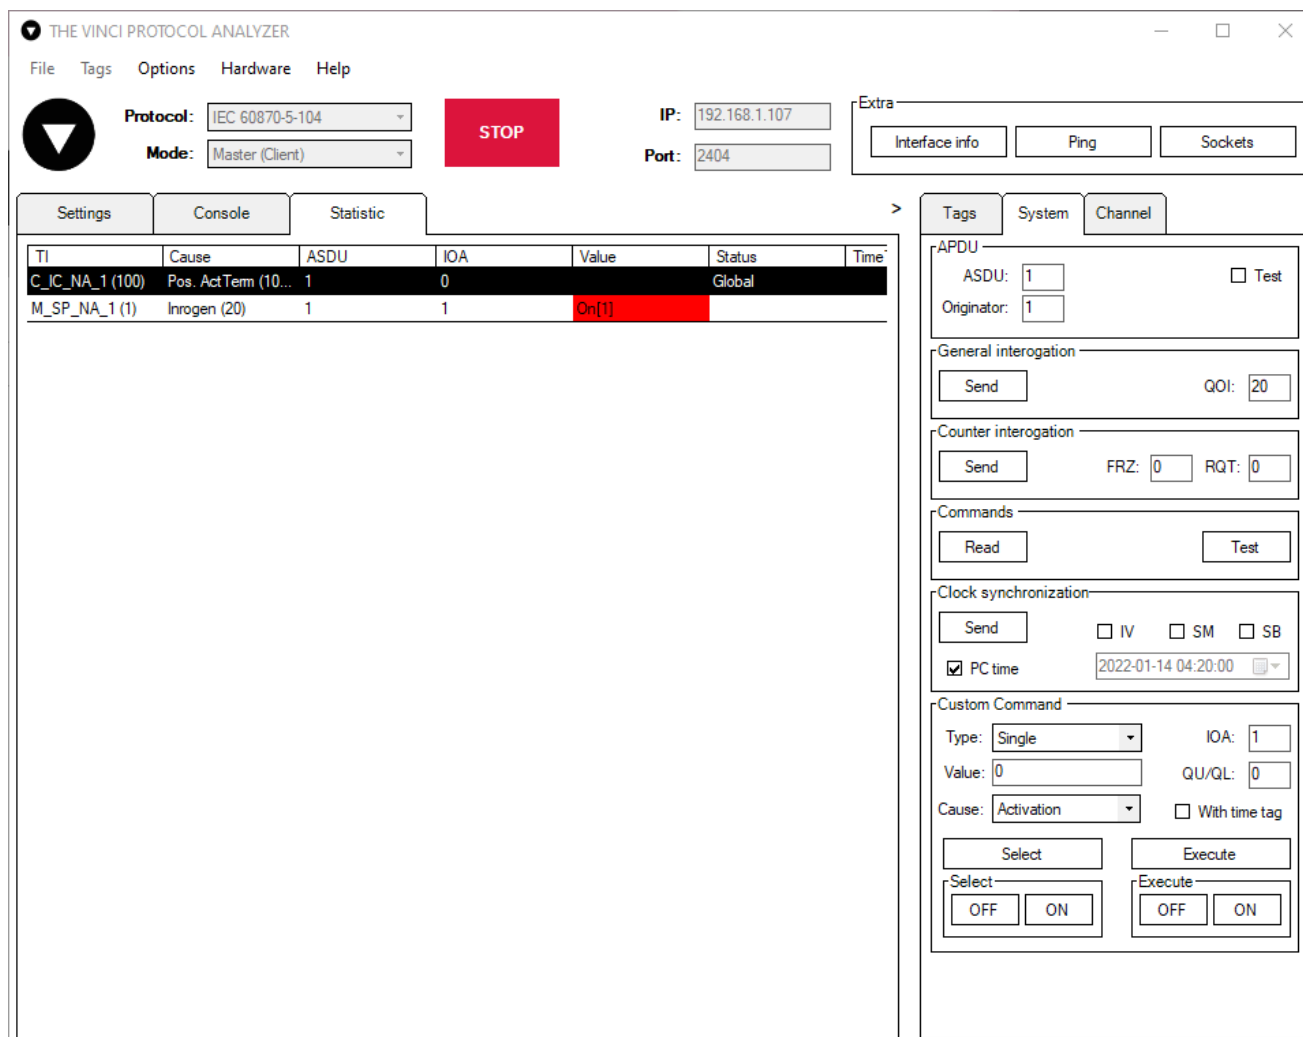 THE VINCI PROTOCOL ANALYZER
File Tags Options Hardware Help
Protocol: IEC 60870-5-104
Mode: Master (Client)
STOP
IP: 192.168.1.107
Port: 2404
Extra
Interface info Ping Sockets
Settings Console Statistic >
TI Cause ASDU IOA Value Status Time
C_IC_NA_1 (100) Pos. ActTerm (10... 1 0 Global
M_SP_NA_1 (1) Inrogen (20) 1 1 On[1]
Tags System Channel
APDU
ASDU: 1 Test
Originator: 1
General interogation
Send QOI: 20
Counter interogation
Send FRZ: 0 RQT: 0
Commands
Read Test
Clock synchronization
Send IV SM SB
PC time 2022-01-14 04:20:00
Custom Command
Type: Single IOA: 1
Value: 0 QU/QL: 0
Cause: Activation With time tag
Select Execute
Select Execute
OFF ON OFF ON